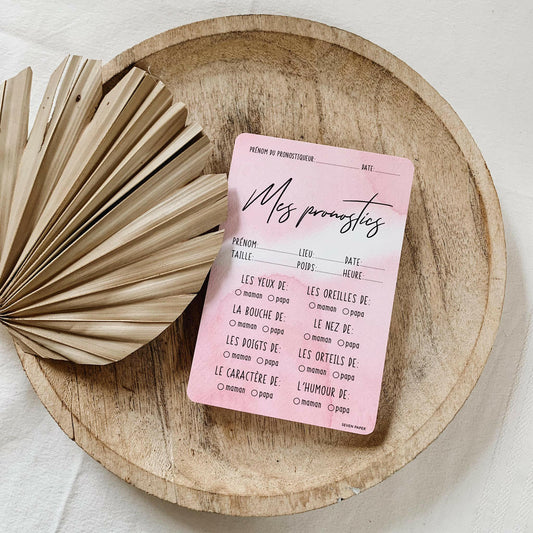 PRÉNOM DU PRONOSTIQUEUR: DATE:
Mes pronostics
PRÉNOM: LIEU: DATE:
TAILLE: POIDS: HEURE:
LES YEUX DE: LES OREILLES DE:
maman papa maman papa
LA BOUCHE DE: LE NEZ DE:
maman papa maman papa
LES DOIGTS DE: LES ORTEILS DE:
maman papa maman papa
LE CARACTÈRE DE: L'HUMOUR DE:
maman papa maman papa
SEVEN PAPER